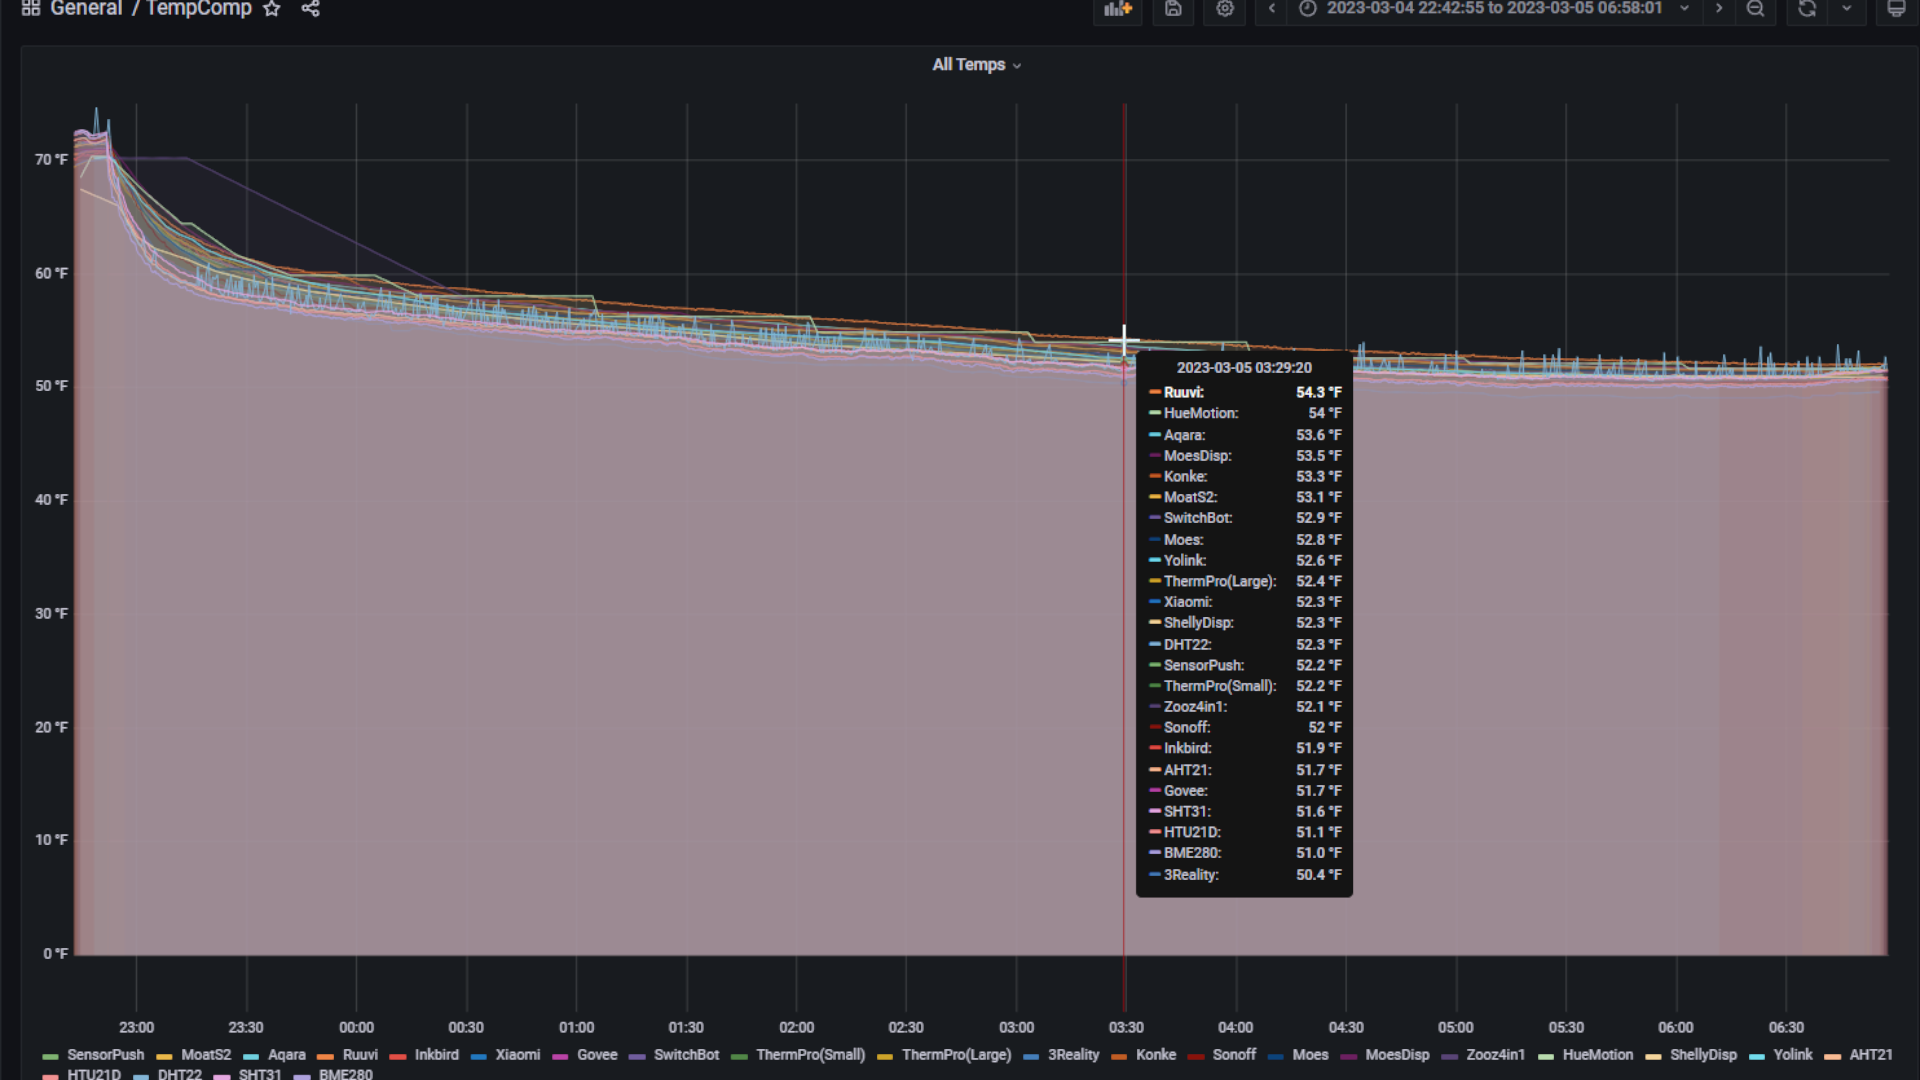 General / TempComp
2023-03-04 22:42:55 to 2023-03-05 06:58:01
All Temps
70 °F
60 °F
50 °F
40 °F
30 °F
20 °F
10 °F
0 °F
2023-03-05 03:29:20
Ruuvi: 54.3 °F
HueMotion: 54 °F
Aqara: 53.6 °F
MoesDisp: 53.5 °F
Konke: 53.3 °F
MoatS2: 53.1 °F
SwitchBot: 52.9 °F
Moes: 52.8 °F
Yolink: 52.6 °F
ThermPro(Large): 52.4 °F
Xiaomi: 52.3 °F
ShellyDisp: 52.3 °F
DHT22: 52.3 °F
SensorPush: 52.2 °F
ThermPro(Small): 52.2 °F
Zooz4in1: 52.1 °F
Sonoff: 52 °F
Inkbird: 51.9 °F
AHT21: 51.7 °F
Govee: 51.7 °F
SHT31: 51.6 °F
HTU21D: 51.1 °F
BME280: 51.0 °F
3Reality: 50.4 °F
23:00 23:30 00:00 00:30 01:00 01:30 02:00 02:30 03:00 03:30 04:00 04:30 05:00 05:30 06:00 06:30
SensorPush MoatS2 Aqara Ruuvi Inkbird Xiaomi Govee SwitchBot ThermPro(Small) ThermPro(Large) 3Reality Konke Sonoff Moes MoesDisp Zooz4in1 HueMotion ShellyDisp Yolink AHT21
HTU21D DHT22 SHT31 BME280